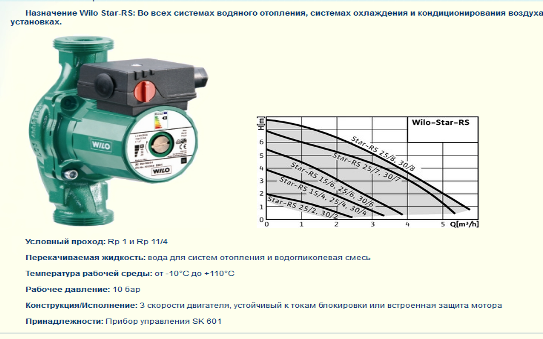 Назначение Wilo Star-RS: Во всех системах водяного отопления, системах охлаждения и кондиционирования воздуха
установках.
WILO
WILO
H[м]
Wilo-Star-RS
6
5
4
3
2
1
0
Star-RS 25/8, 30/8
Star-RS 25/7, 30/7
Star-RS 15/6, 25/6, 30/6
Star-RS 15/4, 25/4, 30/4
Star-RS 25/2, 30/2
0 1 2 3 4 5 Q[м³/h]
Условный проход: Rp 1 и Rp 11/4
Перекачиваемая жидкость: вода для систем отопления и водогликолевая смесь
Температура рабочей среды: от -10°C до +110°C
Рабочее давление: 10 бар
Конструкция/Исполнение: 3 скорости двигателя, устойчивый к токам блокировки или встроенная защита мотора
Принадлежности: Прибор управления SK 601